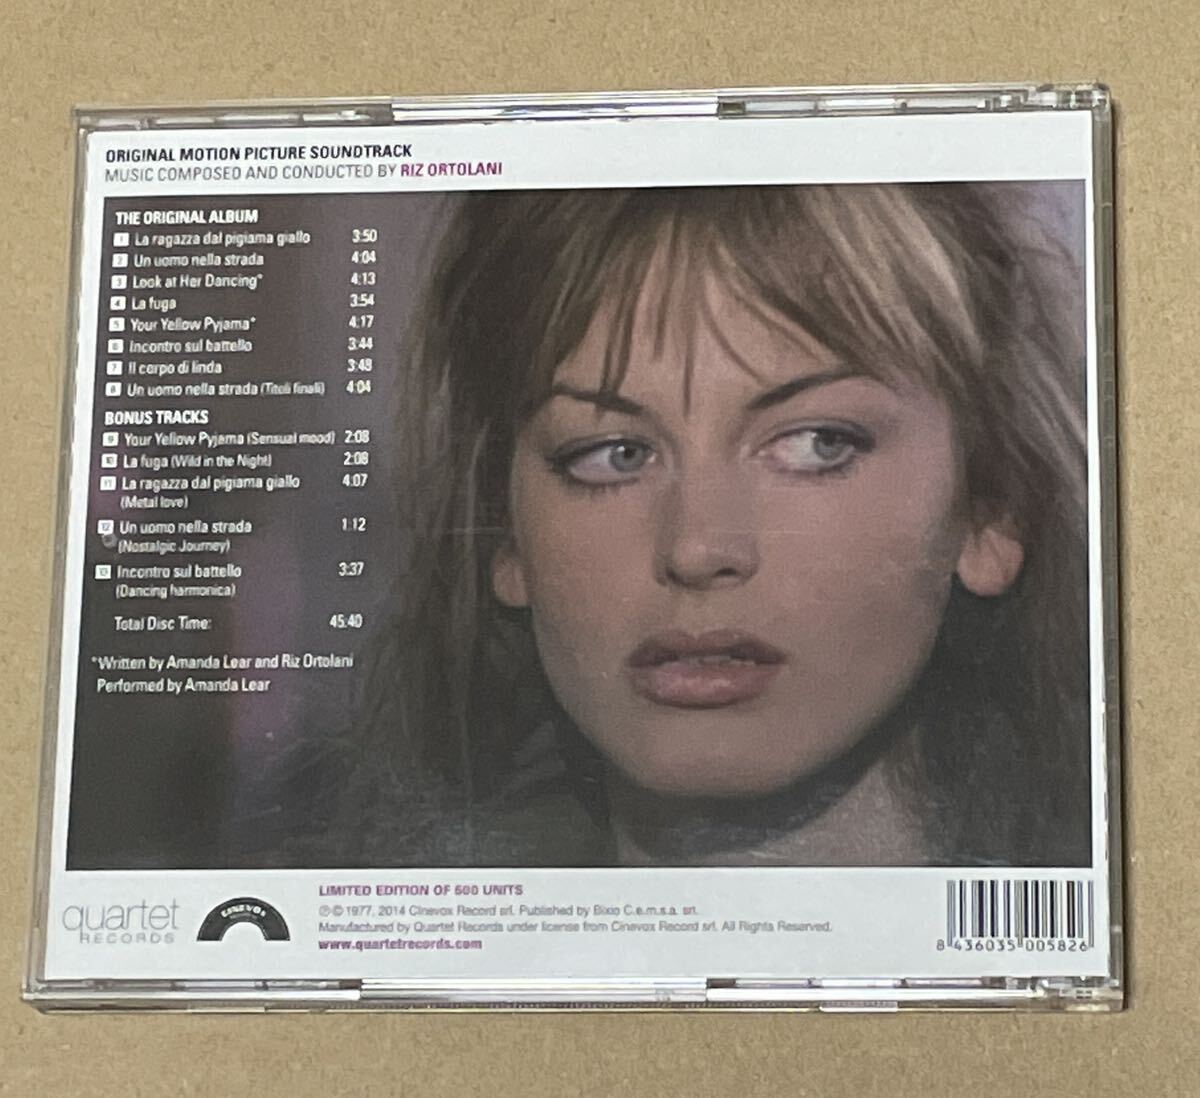 ORIGINAL MOTION PICTURE SOUNDTRACK
MUSIC COMPOSED AND CONDUCTED BY RIZ ORTOLANI
THE ORIGINAL ALBUM
1 La ragazza dal pigiama giallo 3:50
2 Un uomo nella strada 4:04
3 Look at Her Dancing* 4:13
4 La fuga 3:54
5 Your Yellow Pyjama* 4:17
6 Incontro sul battello 3:44
7 Il corpo di linda 3:48
8 Un uomo nella strada (Titoli finali) 4:04
BONUS TRACKS
9 Your Yellow Pyjama (Sensual mood) 2:08
10 La fuga (Wild in the Night) 2:08
11 La ragazza dal pigiama giallo 4:07
(Metal love)
12 Un uomo nella strada 1:12
(Nostalgic Journey)
13 Incontro sul battello 3:37
(Dancing harmonica)
Total Disc Time: 45:40
*Written by Amanda Lear and Riz Ortolani
Performed by Amanda Lear
quartet
RECORDS
CINEVOX
LIMITED EDITION OF 500 UNITS
℗© 1977, 2014 Cinevox Record srl. Published by Bixio C.e.m.s.a. srl.
Manufactured by Quartet Records under license from Cinevox Record srl. All Rights Reserved.
www.quartetrecords.com
8 436035 005826